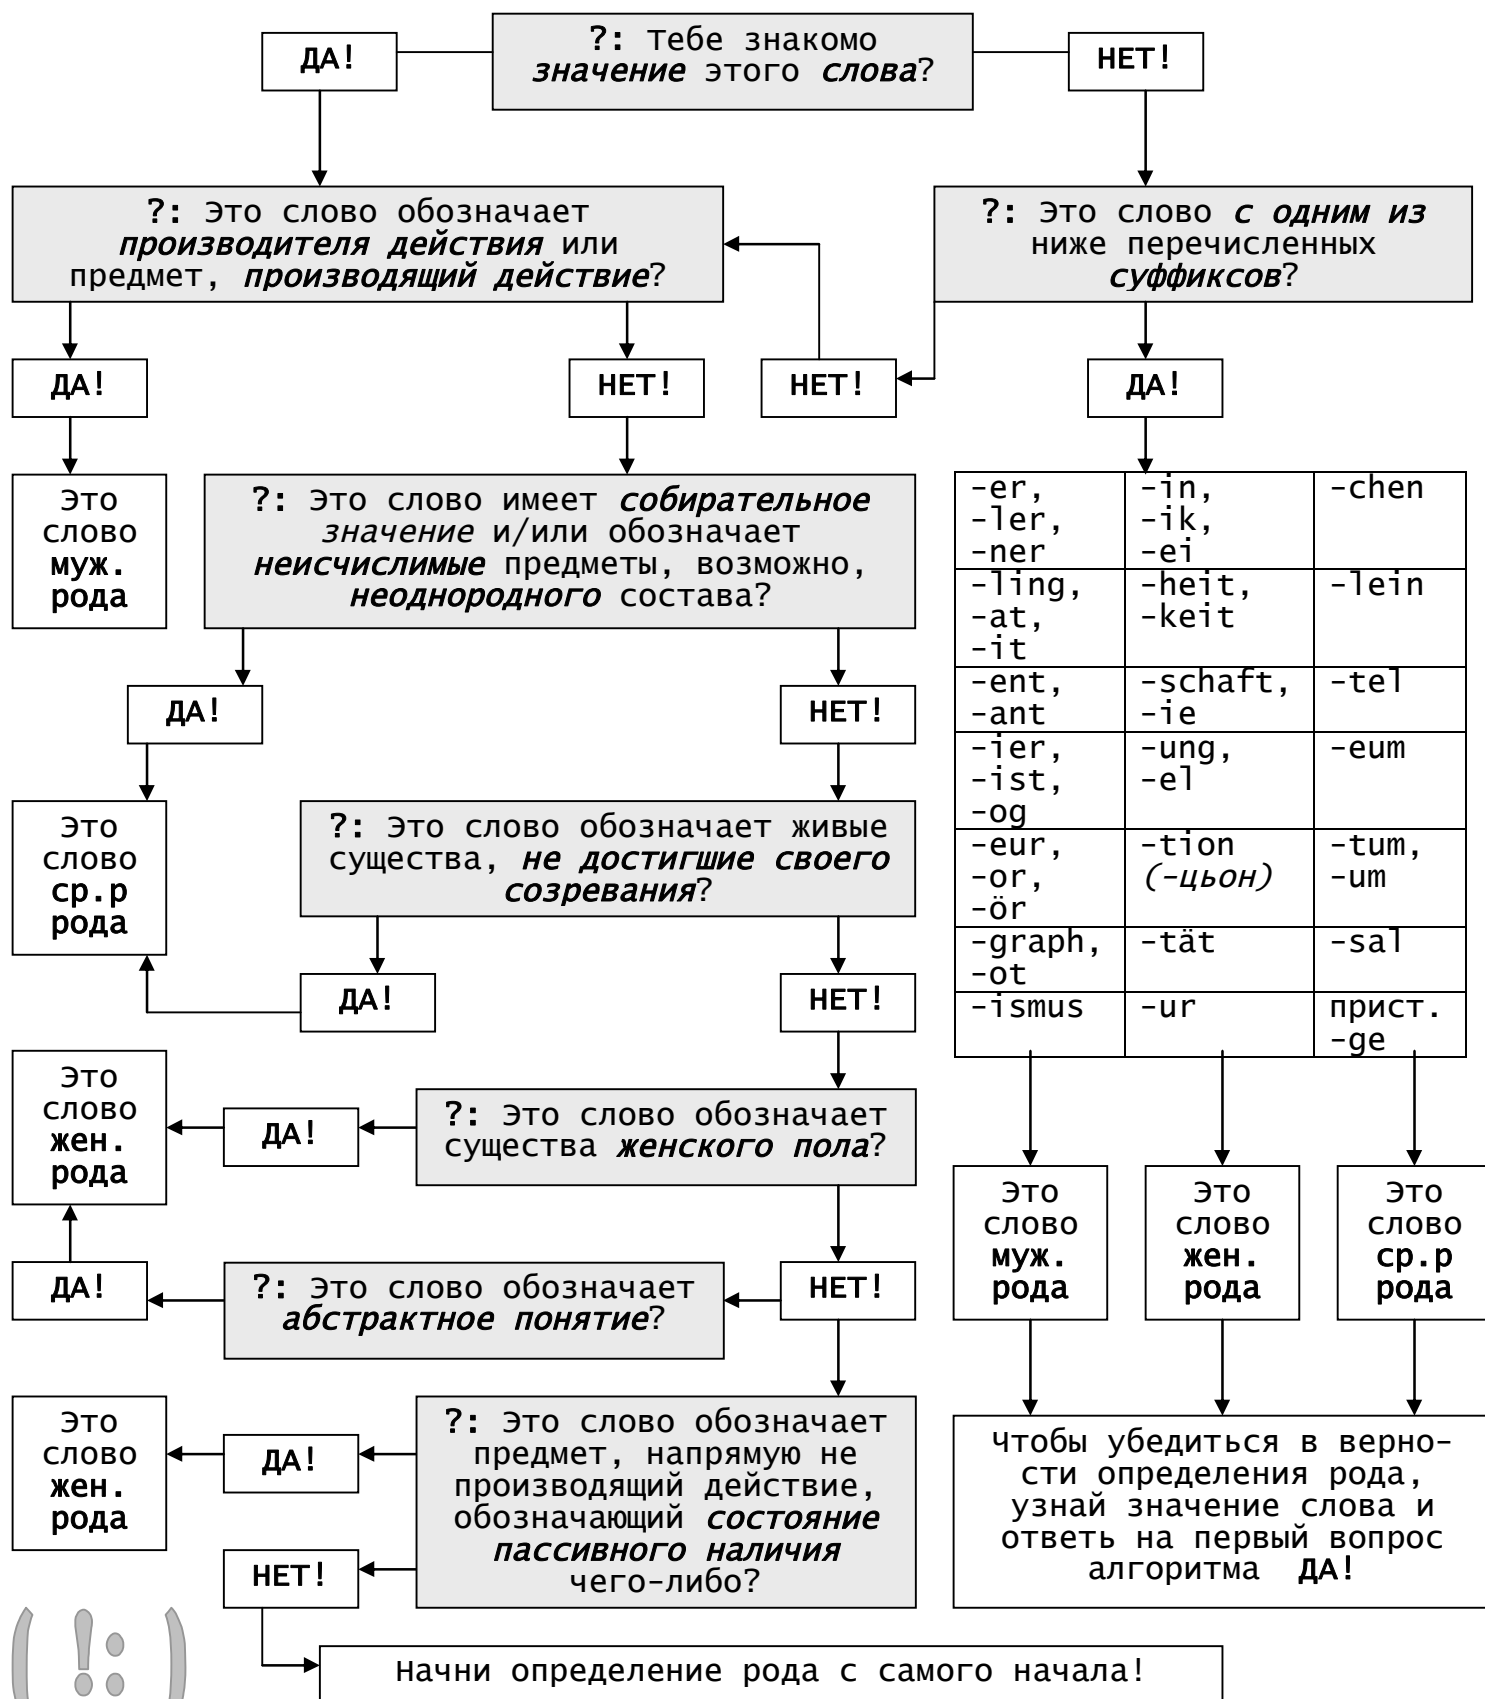 ?: Тебе знакомо
значение этого слова?
ДА!
НЕТ!
?: Это слово обозначает
производителя действия или
предмет, производящий действие?
?: Это слово с одним из
ниже перечисленных
суффиксов?
ДА!
НЕТ!
НЕТ!
ДА!
Это
слово
муж.
рода
?: Это слово имеет собирательное
значение и/или обозначает
неисчислимые предметы, возможно,
неоднородного состава?
ДА!
НЕТ!
Это
слово
ср.р
рода
?: Это слово обозначает живые
существа, не достигшие своего
созревания?
ДА!
НЕТ!
Это
слово
жен.
рода
ДА!
?: Это слово обозначает
существа женского пола?
ДА!
?: Это слово обозначает
абстрактное понятие?
НЕТ!
Это
слово
жен.
рода
ДА!
?: Это слово обозначает
предмет, напрямую не
производящий действие,
обозначающий состояние
пассивного наличия
чего-либо?
НЕТ!
Начни определение рода с самого начала!
-er,
-ler,
-ner
-in,
-ik,
-ei
-chen
-ling,
-at,
-it
-heit,
-keit
-lein
-ent,
-ant
-schaft,
-ie
-tel
-ier,
-ist,
-og
-ung,
-el
-eum
-eur,
-or,
-ör
-tion
(-цьон)
-tum,
-um
-graph,
-ot
-tät
-sal
-ismus
-ur
прист.
-ge
Это
слово
муж.
рода
Это
слово
жен.
рода
Это
слово
ср.р
рода
Чтобы убедиться в верно-
сти определения рода,
узнай значение слова и
ответь на первый вопрос
алгоритма ДА!
( !: )